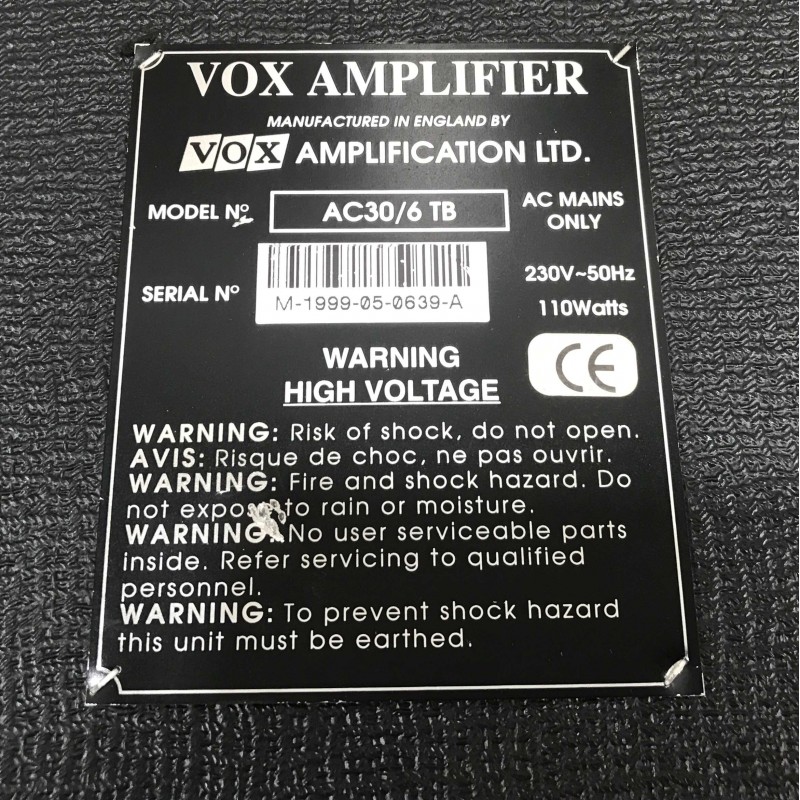 VOX AMPLIFIER
MANUFACTURED IN ENGLAND BY
VOX AMPLIFICATION LTD.
MODEL Nº AC30/6 TB AC MAINS
ONLY
SERIAL Nº M-1999-05-0639-A 230V~50Hz
110Watts
WARNING
HIGH VOLTAGE
CE
WARNING: Risk of shock, do not open.
AVIS: Risque de choc, ne pas ouvrir.
WARNING: Fire and shock hazard. Do
not expose to rain or moisture.
WARNING: No user serviceable parts
inside. Refer servicing to qualified
personnel.
WARNING: To prevent shock hazard
this unit must be earthed.